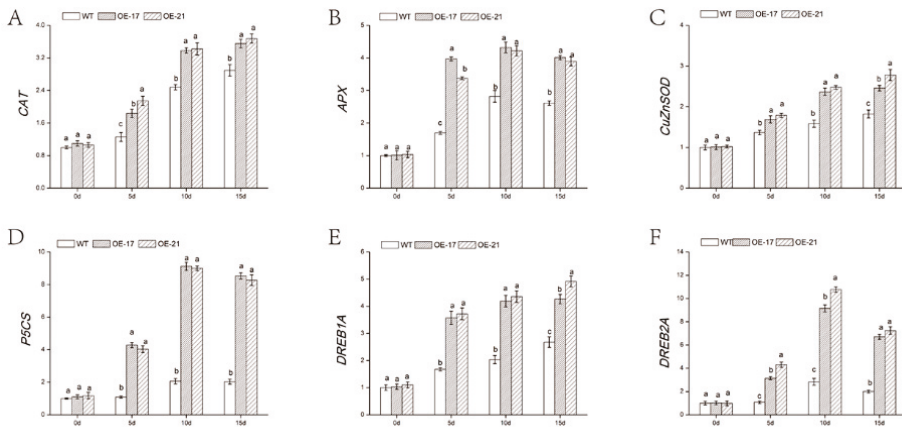 A
WT OE-17 OE-21
4.0
3.2
2.4
1.6
0.8
0.0
CAT
a a a
c b a
b a a
b a a
0d 5d 10d 15d
B
WT OE-17 OE-21
6
5
4
3
2
1
0
APX
a a a
c a b
b a a
b a a
0d 5d 10d 15d
C
WT OE-17 OE-21
4
3
2
1
0
CuZnSOD
a a a
b a a
b a a
c b a
0d 5d 10d 15d
D
WT OE-17 OE-21
10
8
6
4
2
0
P5CS
a a a
b a a
b a a
b a a
0d 5d 10d 15d
E
WT OE-17 OE-21
6
5
4
3
2
1
0
DREB1A
a a a
b a a
b a a
c b a
0d 5d 10d 15d
F
WT OE-17 OE-21
14
12
10
8
6
4
2
0
DREB2A
a a a
c b a
c b a
b a a
0d 5d 10d 15d